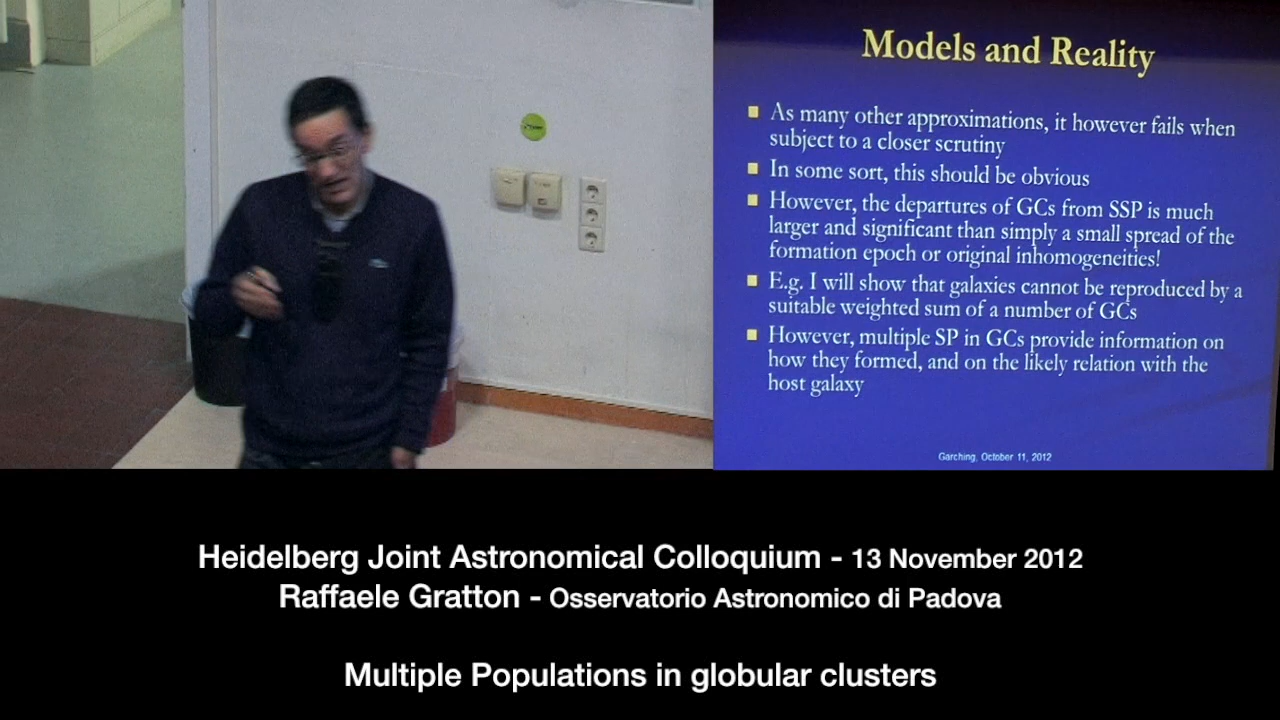 Models and Reality
As many other approximations, it however fails when
subject to a closer scrutiny
In some sort, this should be obvious
However, the departures of GCs from SSP is much
larger and significant than simply a small spread of the
formation epoch or original inhomogeneities!
E.g. I will show that galaxies cannot be reproduced by a
suitable weighted sum of a number of GCs
However, multiple SP in GCs provide information on
how they formed, and on the likely relation with the
host galaxy
Garching, October 11, 2012
Heidelberg Joint Astronomical Colloquium - 13 November 2012
Raffaele Gratton - Osservatorio Astronomico di Padova
Multiple Populations in globular clusters